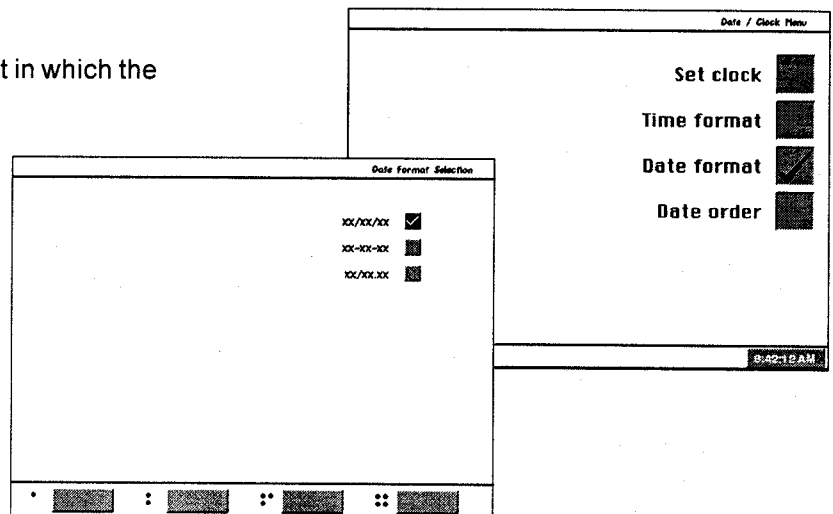 t in which the
Date / Clock Menu
Set clock
Time format
Date format
Date order
8:42:12 AM
Date Format Selection
xx/xx/xx
xx-xx-xx
xx/xx.xx